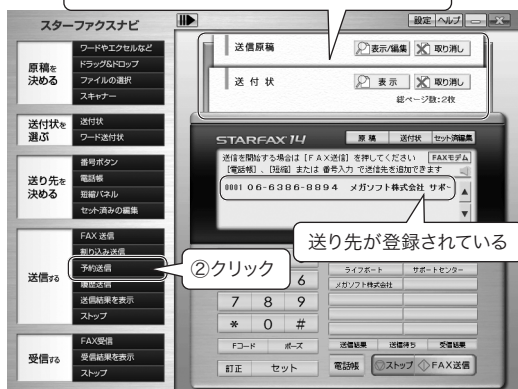 スターファクスナビ
設定 ヘルプ
原稿を決める
ワードやエクセルなど
ドラッグ&ドロップ
ファイルの選択
スキャナー
送付状を選ぶ
送付状
ワード送付状
送り先を決める
番号ボタン
電話帳
短縮パネル
セット済みの編集
送信する
FAX 送信
割り込み送信
予約送信
履歴送信
送信結果を表示
ストップ
受信する
FAX受信
受信結果を表示
ストップ
送信原稿 表示/編集 取り消し
送 付 状 表 示 取り消し
総ページ数:2枚
STARFAX 14 原 稿 送付状 セット済編集
送信を開始する場合は [FAX送信] を押してください FAXモデム
[電話帳]、[短縮] または 番号入力 で送信先を追加できます
0001 06-6386-8894 メガソフト株式会社 サポ-
送り先が登録されている
②クリック
6
7 8 9
* 0 #
Fコード ポーズ
訂正 セット
ライフボート サポートセンター
メガソフト株式会社
送信結果 送信待ち 受信結果
電話帳 ストップ FAX送信